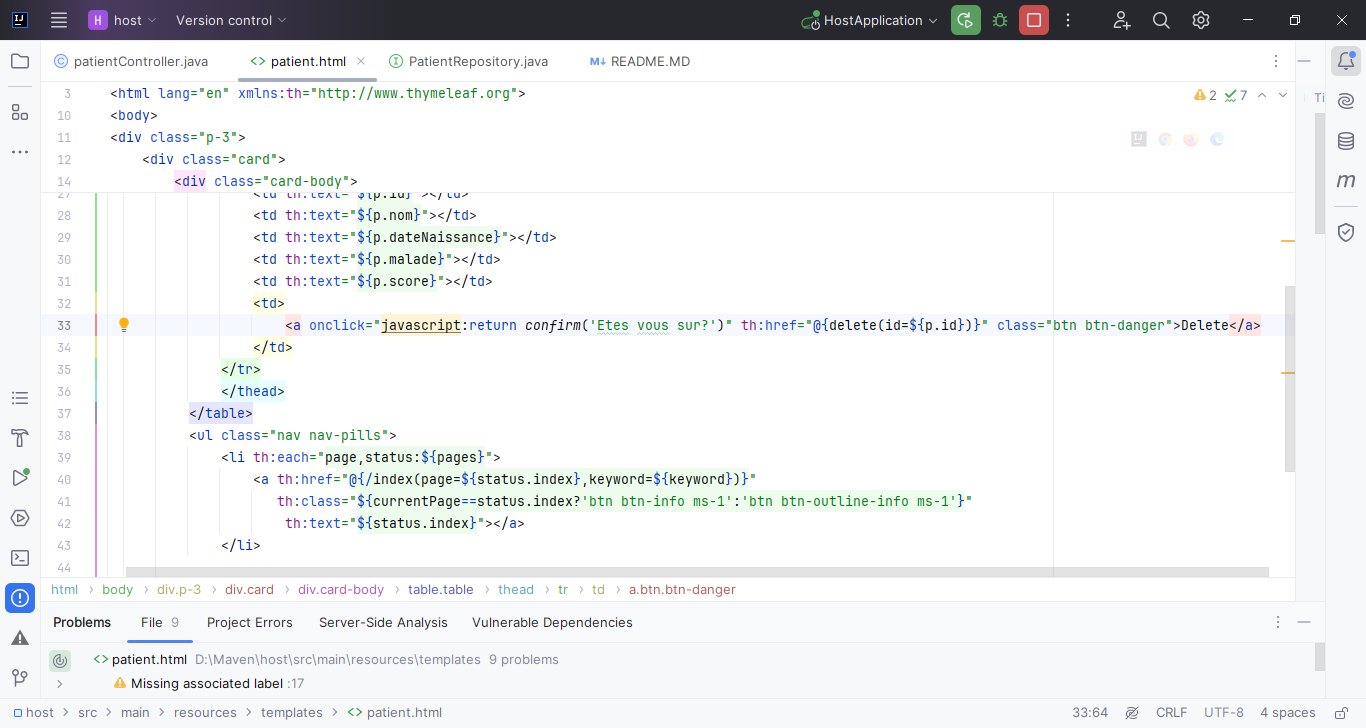 H host Version control HostApplication
patientController.java patient.html PatientRepository.java README.MD
3 <html lang="en" xmlns:th="http://www.thymeleaf.org">
2 7
10 <body>
11 <div class="p-3">
12 <div class="card">
14 <div class="card-body">
27 <td th:text="${p.id}"></td>
28 <td th:text="${p.nom}"></td>
29 <td th:text="${p.dateNaissance}"></td>
30 <td th:text="${p.malade}"></td>
31 <td th:text="${p.score}"></td>
32 <td>
33 <a onclick="javascript:return confirm('Etes vous sur?')" th:href="@{delete(id=${p.id})}" class="btn btn-danger">Delete</a>
34 </td>
35 </tr>
36 </thead>
37 </table>
38 <ul class="nav nav-pills">
39 <li th:each="page,status:${pages}">
40 <a th:href="@{/index(page=${status.index},keyword=${keyword})}"
41 th:class="${currentPage==status.index?'btn btn-info ms-1':'btn btn-outline-info ms-1'}"
42 th:text="${status.index}"></a>
43 </li>
44
html body div.p-3 div.card div.card-body table.table thead tr td a.btn.btn-danger
Problems File 9 Project Errors Server-Side Analysis Vulnerable Dependencies
patient.html D:\Maven\host\src\main\resources\templates 9 problems
Missing associated label :17
host src main resources templates patient.html 33:64 CRLF UTF-8 4 spaces